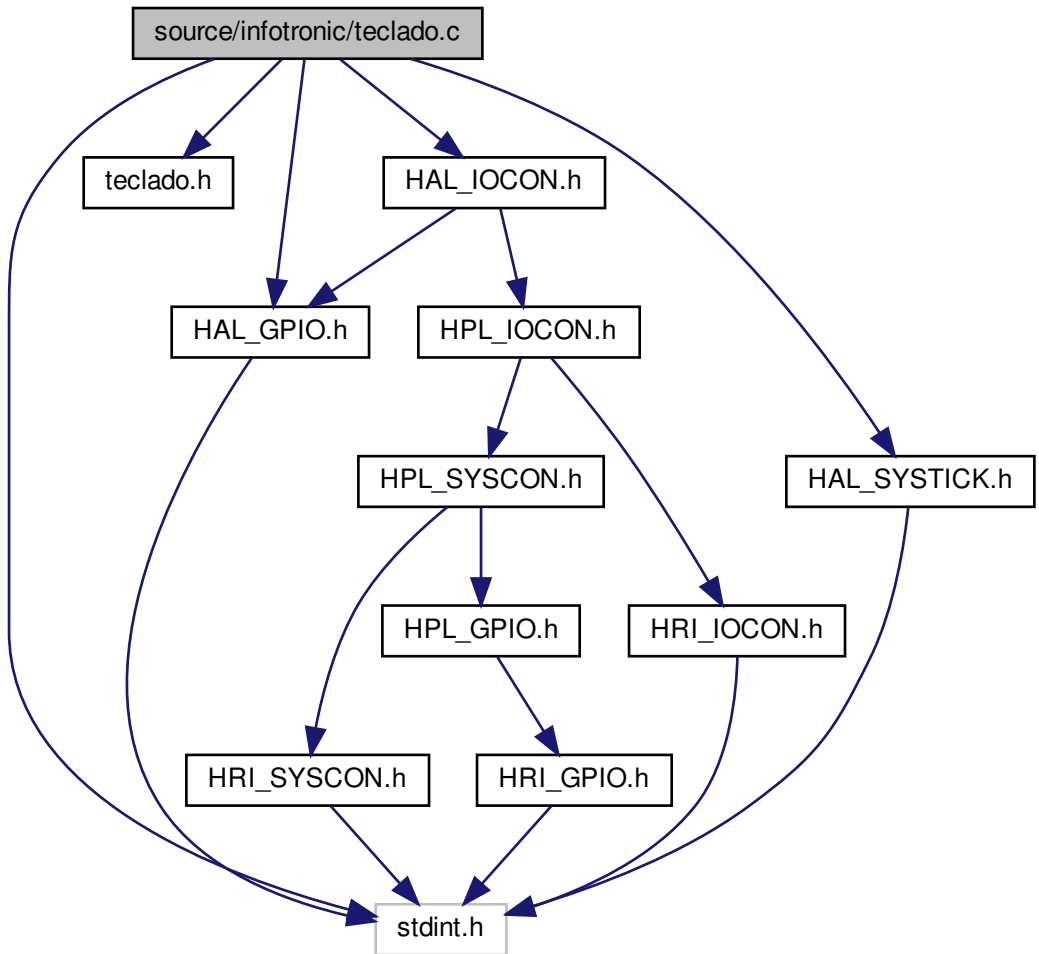 source/infotronic/teclado.c
teclado.h
HAL_IOCON.h
HAL_GPIO.h
HPL_IOCON.h
HPL_SYSCON.h
HAL_SYSTICK.h
HPL_GPIO.h
HRI_IOCON.h
HRI_SYSCON.h
HRI_GPIO.h
stdint.h